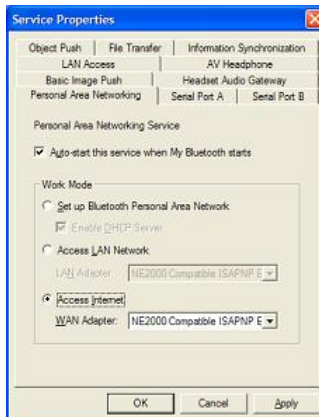 Service Properties
Object Push File Transfer Information Synchronization
LAN Access AV Headphone
Basic Image Push Headset Audio Gateway
Personal Area Networking Serial Port A Serial Port B
Personal Area Networking Service
Auto-start this service when My Bluetooth starts
Work Mode
Set up Bluetooth Personal Area Network
Enable DHCP Server
Access LAN Network
LAN Adapter: NE2000 Compatible ISAPNP E
Access Internet
WAN Adapter: NE2000 Compatible ISAPNP E
OK Cancel Apply